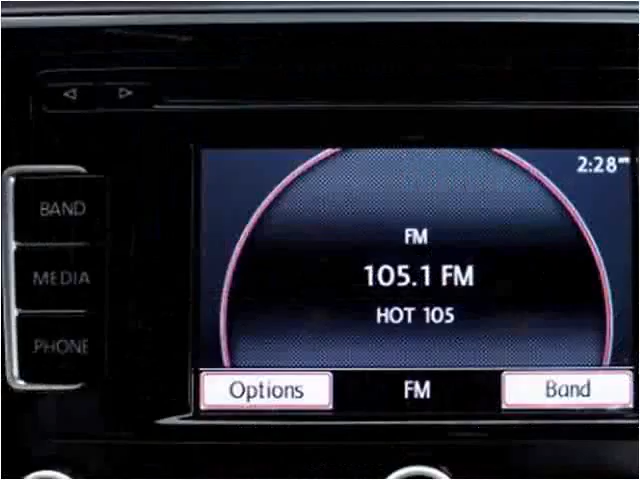 2:28
BAND
FM
MEDIA
105.1 FM
HOT 105
PHONE
Options
FM
Band